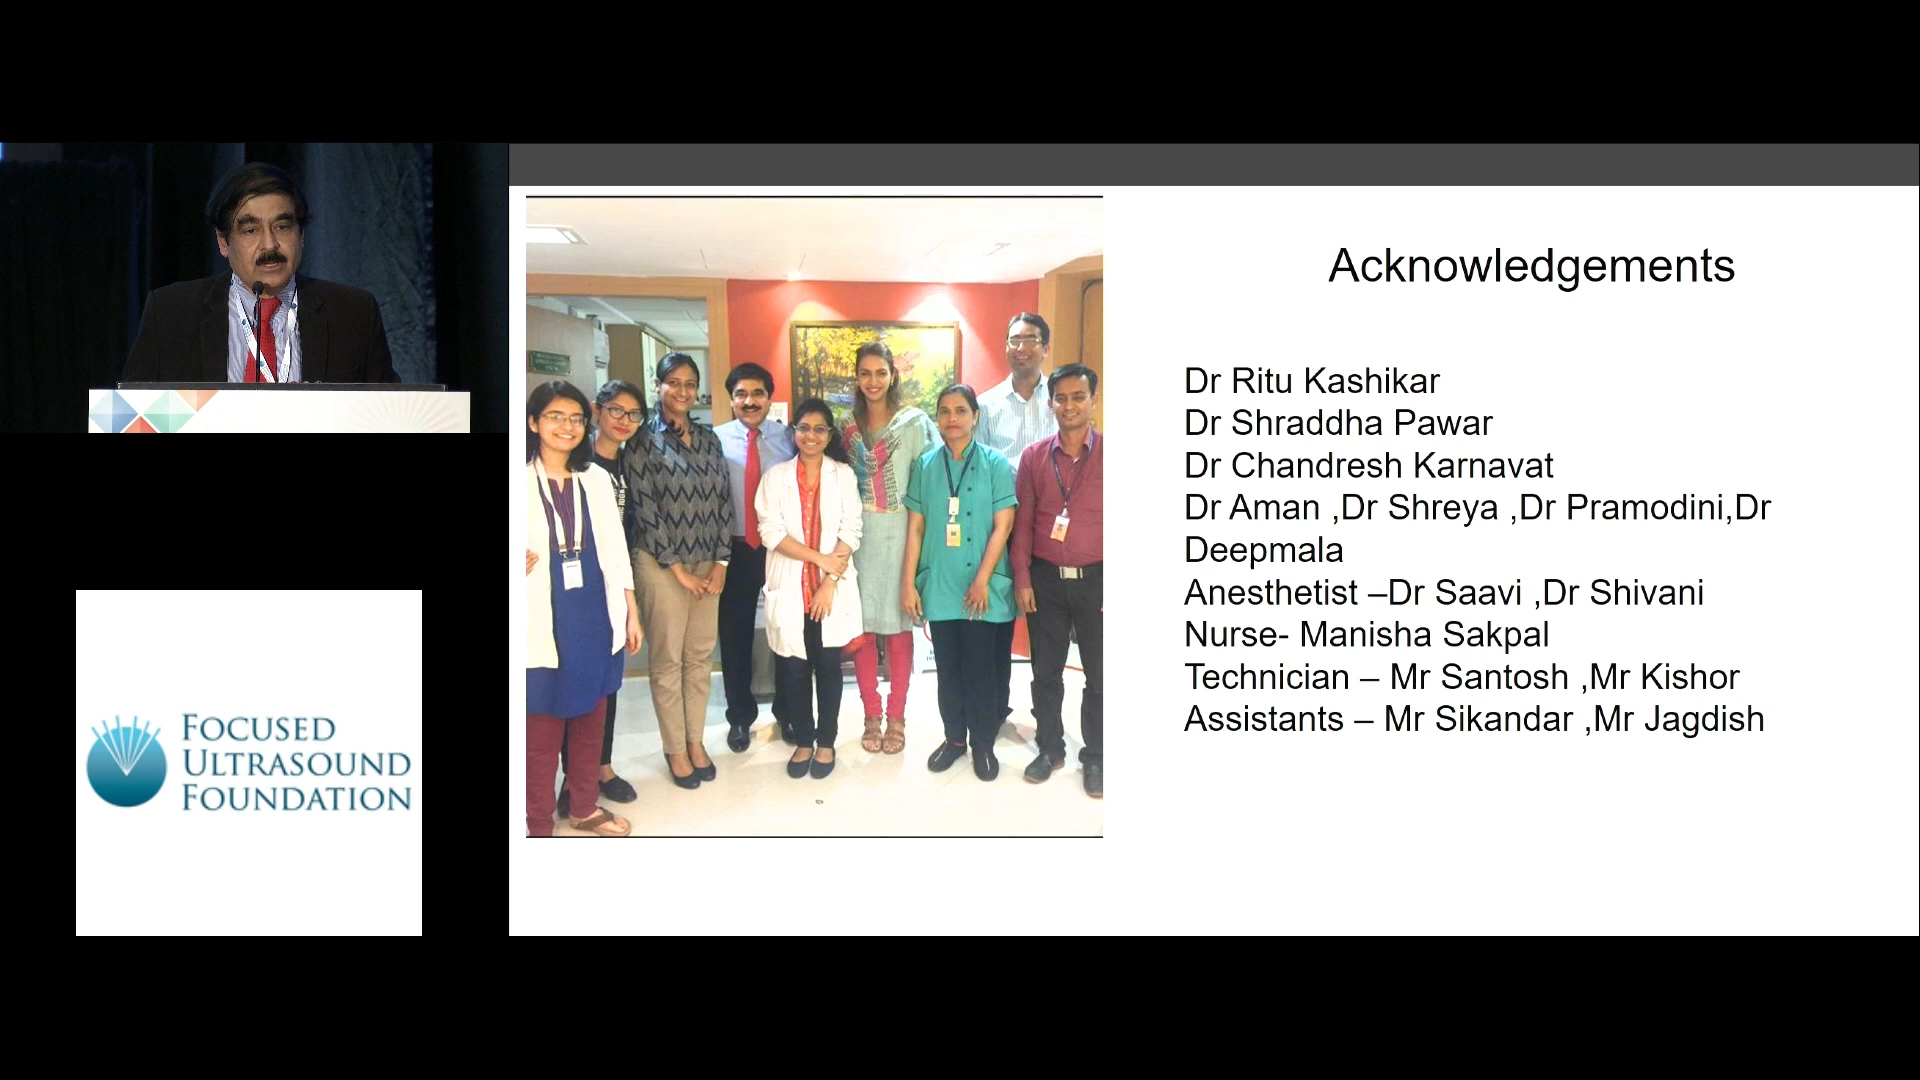 Acknowledgements
Dr Ritu Kashikar
Dr Shraddha Pawar
Dr Chandresh Karnavat
Dr Aman ,Dr Shreya ,Dr Pramodini,Dr
Deepmala
Anesthetist –Dr Saavi ,Dr Shivani
Nurse- Manisha Sakpal
Technician – Mr Santosh ,Mr Kishor
Assistants – Mr Sikandar ,Mr Jagdish
FOCUSED
ULTRASOUND
FOUNDATION